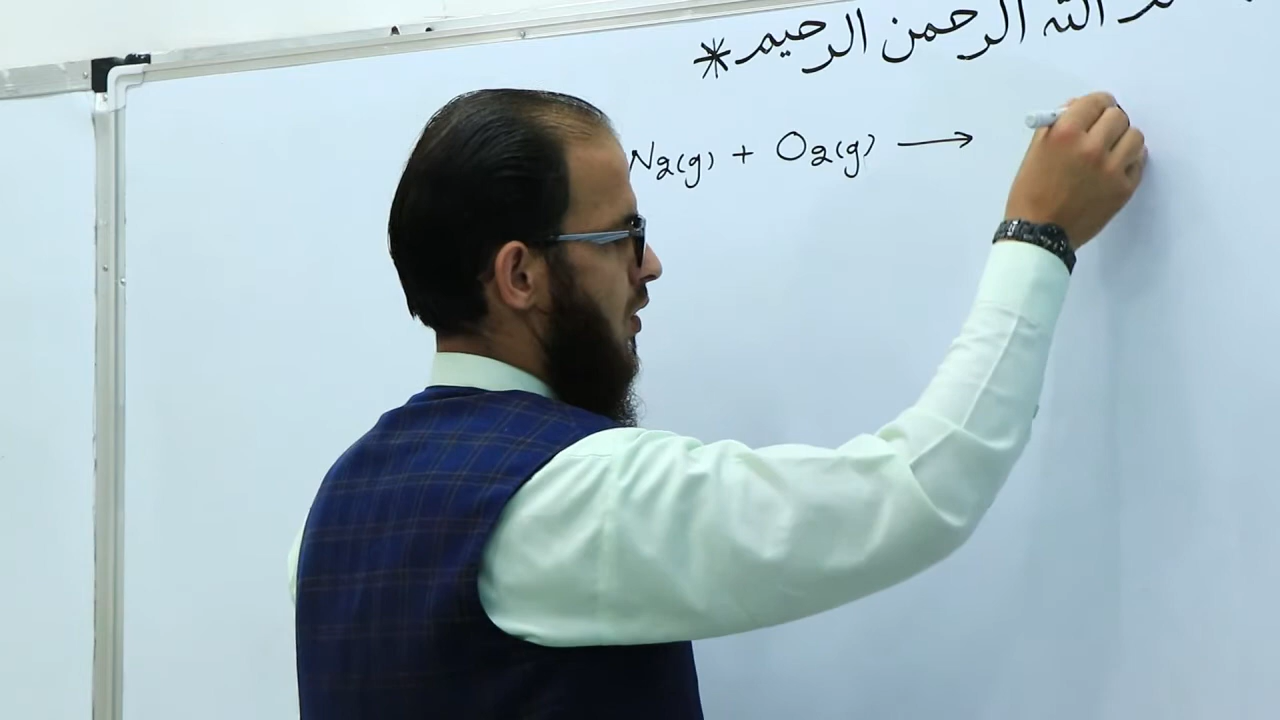 الله الرحمن الرحيم *
N2(g) + O2(g) ⟶